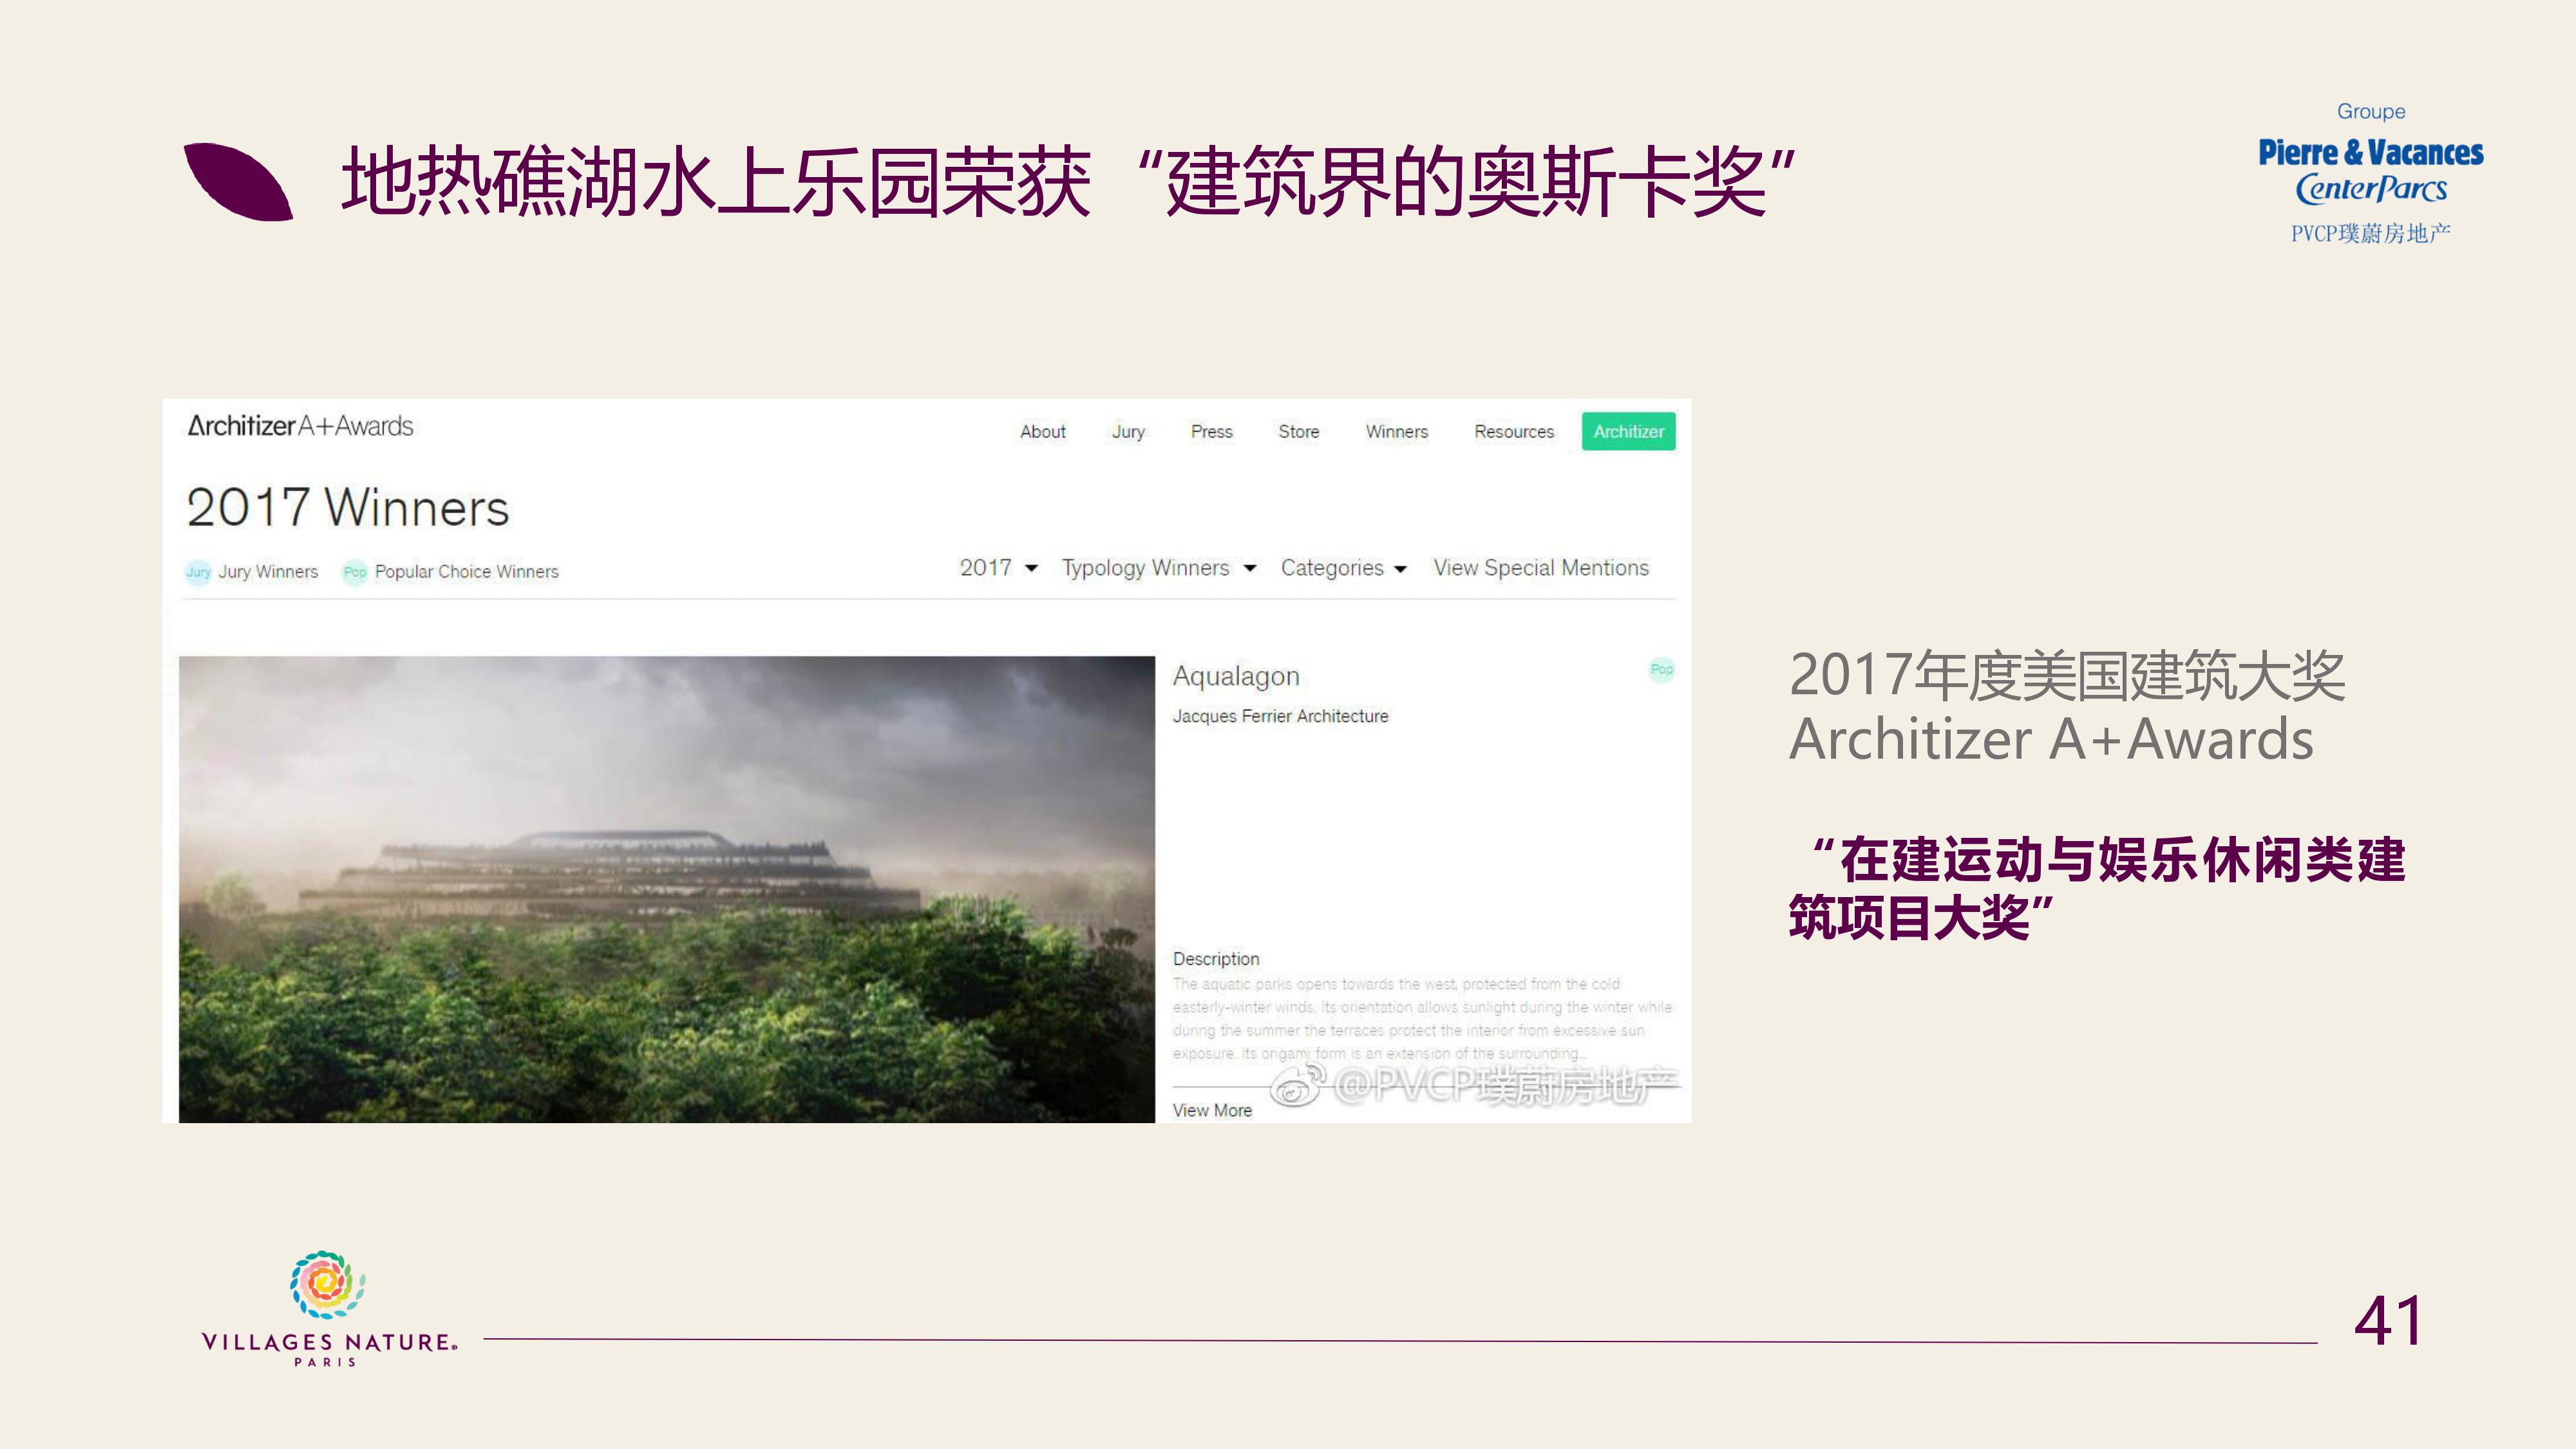 地热礁湖水上乐园荣获“建筑界的奥斯卡奖”
Groupe
Pierre & Vacances
CenterParcs
PVCP璞蔚房地产
Architizer A+Awards
About Jury Press Store Winners Resources Architizer
2017 Winners
Jury Jury Winners Pop Popular Choice Winners
2017 Typology Winners Categories View Special Mentions
Aqualagon
Pop
Jacques Ferrier Architecture
Description
The aquatic parks opens towards the west, protected from the cold
easterly-winter winds. Its orientation allows sunlight during the winter while
during the summer the terraces protect the interior from excessive sun
exposure. Its origami form is an extension of the surrounding...
@PVCP璞蔚房地产
View More
2017年度美国建筑大奖
Architizer A+Awards
“在建运动与娱乐休闲类建
筑项目大奖”
VILLAGES NATURE®
PARIS
41